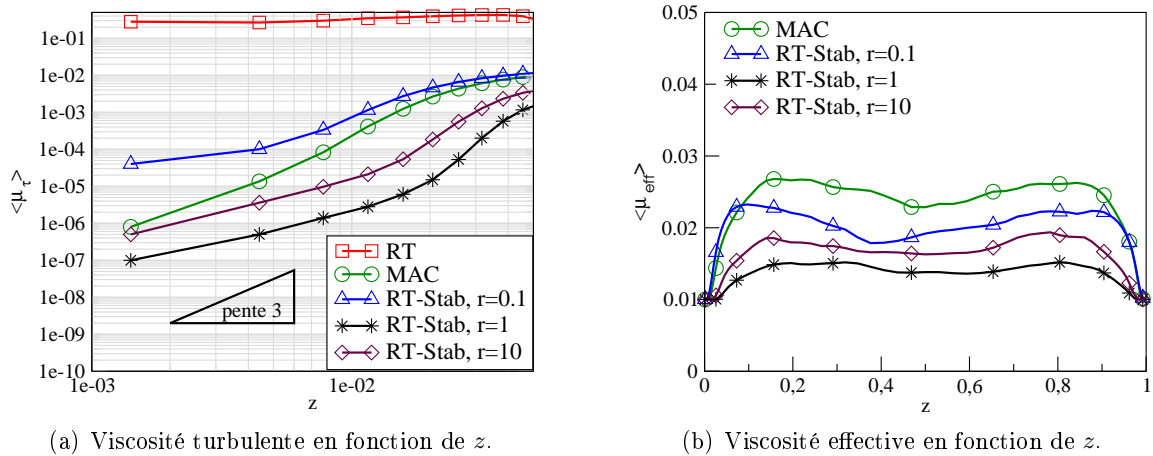 1e-01
1e-02
1e-03
1e-04
1e-05
1e-06
1e-07
1e-08
1e-09
1e-10
<μ_τ>
1e-03
1e-02
z
pente 3
RT
MAC
RT-Stab, r=0.1
RT-Stab, r=1
RT-Stab, r=10
(a) Viscosité turbulente en fonction de z.
0.05
0.04
0.03
0.02
0.01
0
<μ_eff>
0
0,2
0,4
0,6
0,8
1
z
MAC
RT-Stab, r=0.1
RT-Stab, r=1
RT-Stab, r=10
(b) Viscosité effective en fonction de z.